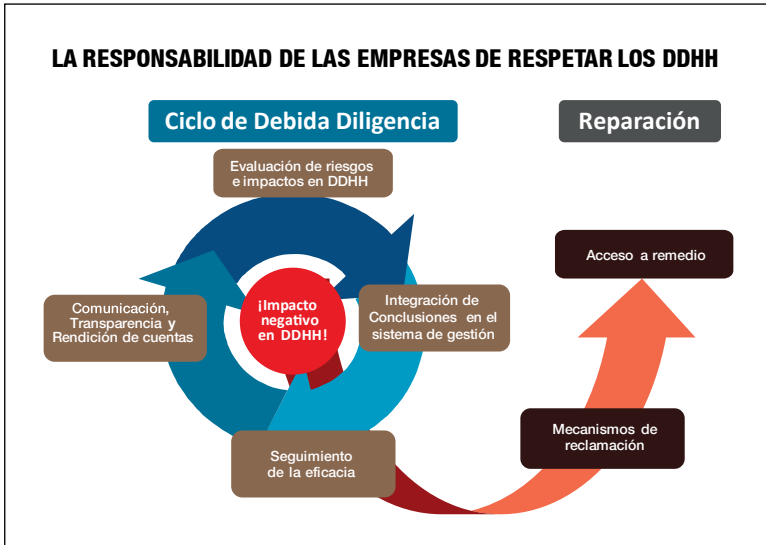 LA RESPONSABILIDAD DE LAS EMPRESAS DE RESPETAR LOS DDHH
Ciclo de Debida Diligencia
Reparación
Evaluación de riesgos
e impactos en DDHH
Acceso a remedio
Comunicación,
Transparencia y
Rendición de cuentas
¡Impacto
negativo
en DDHH!
Integración de
Conclusiones en el
sistema de gestión
Mecanismos de
reclamación
Seguimiento
de la eficacia